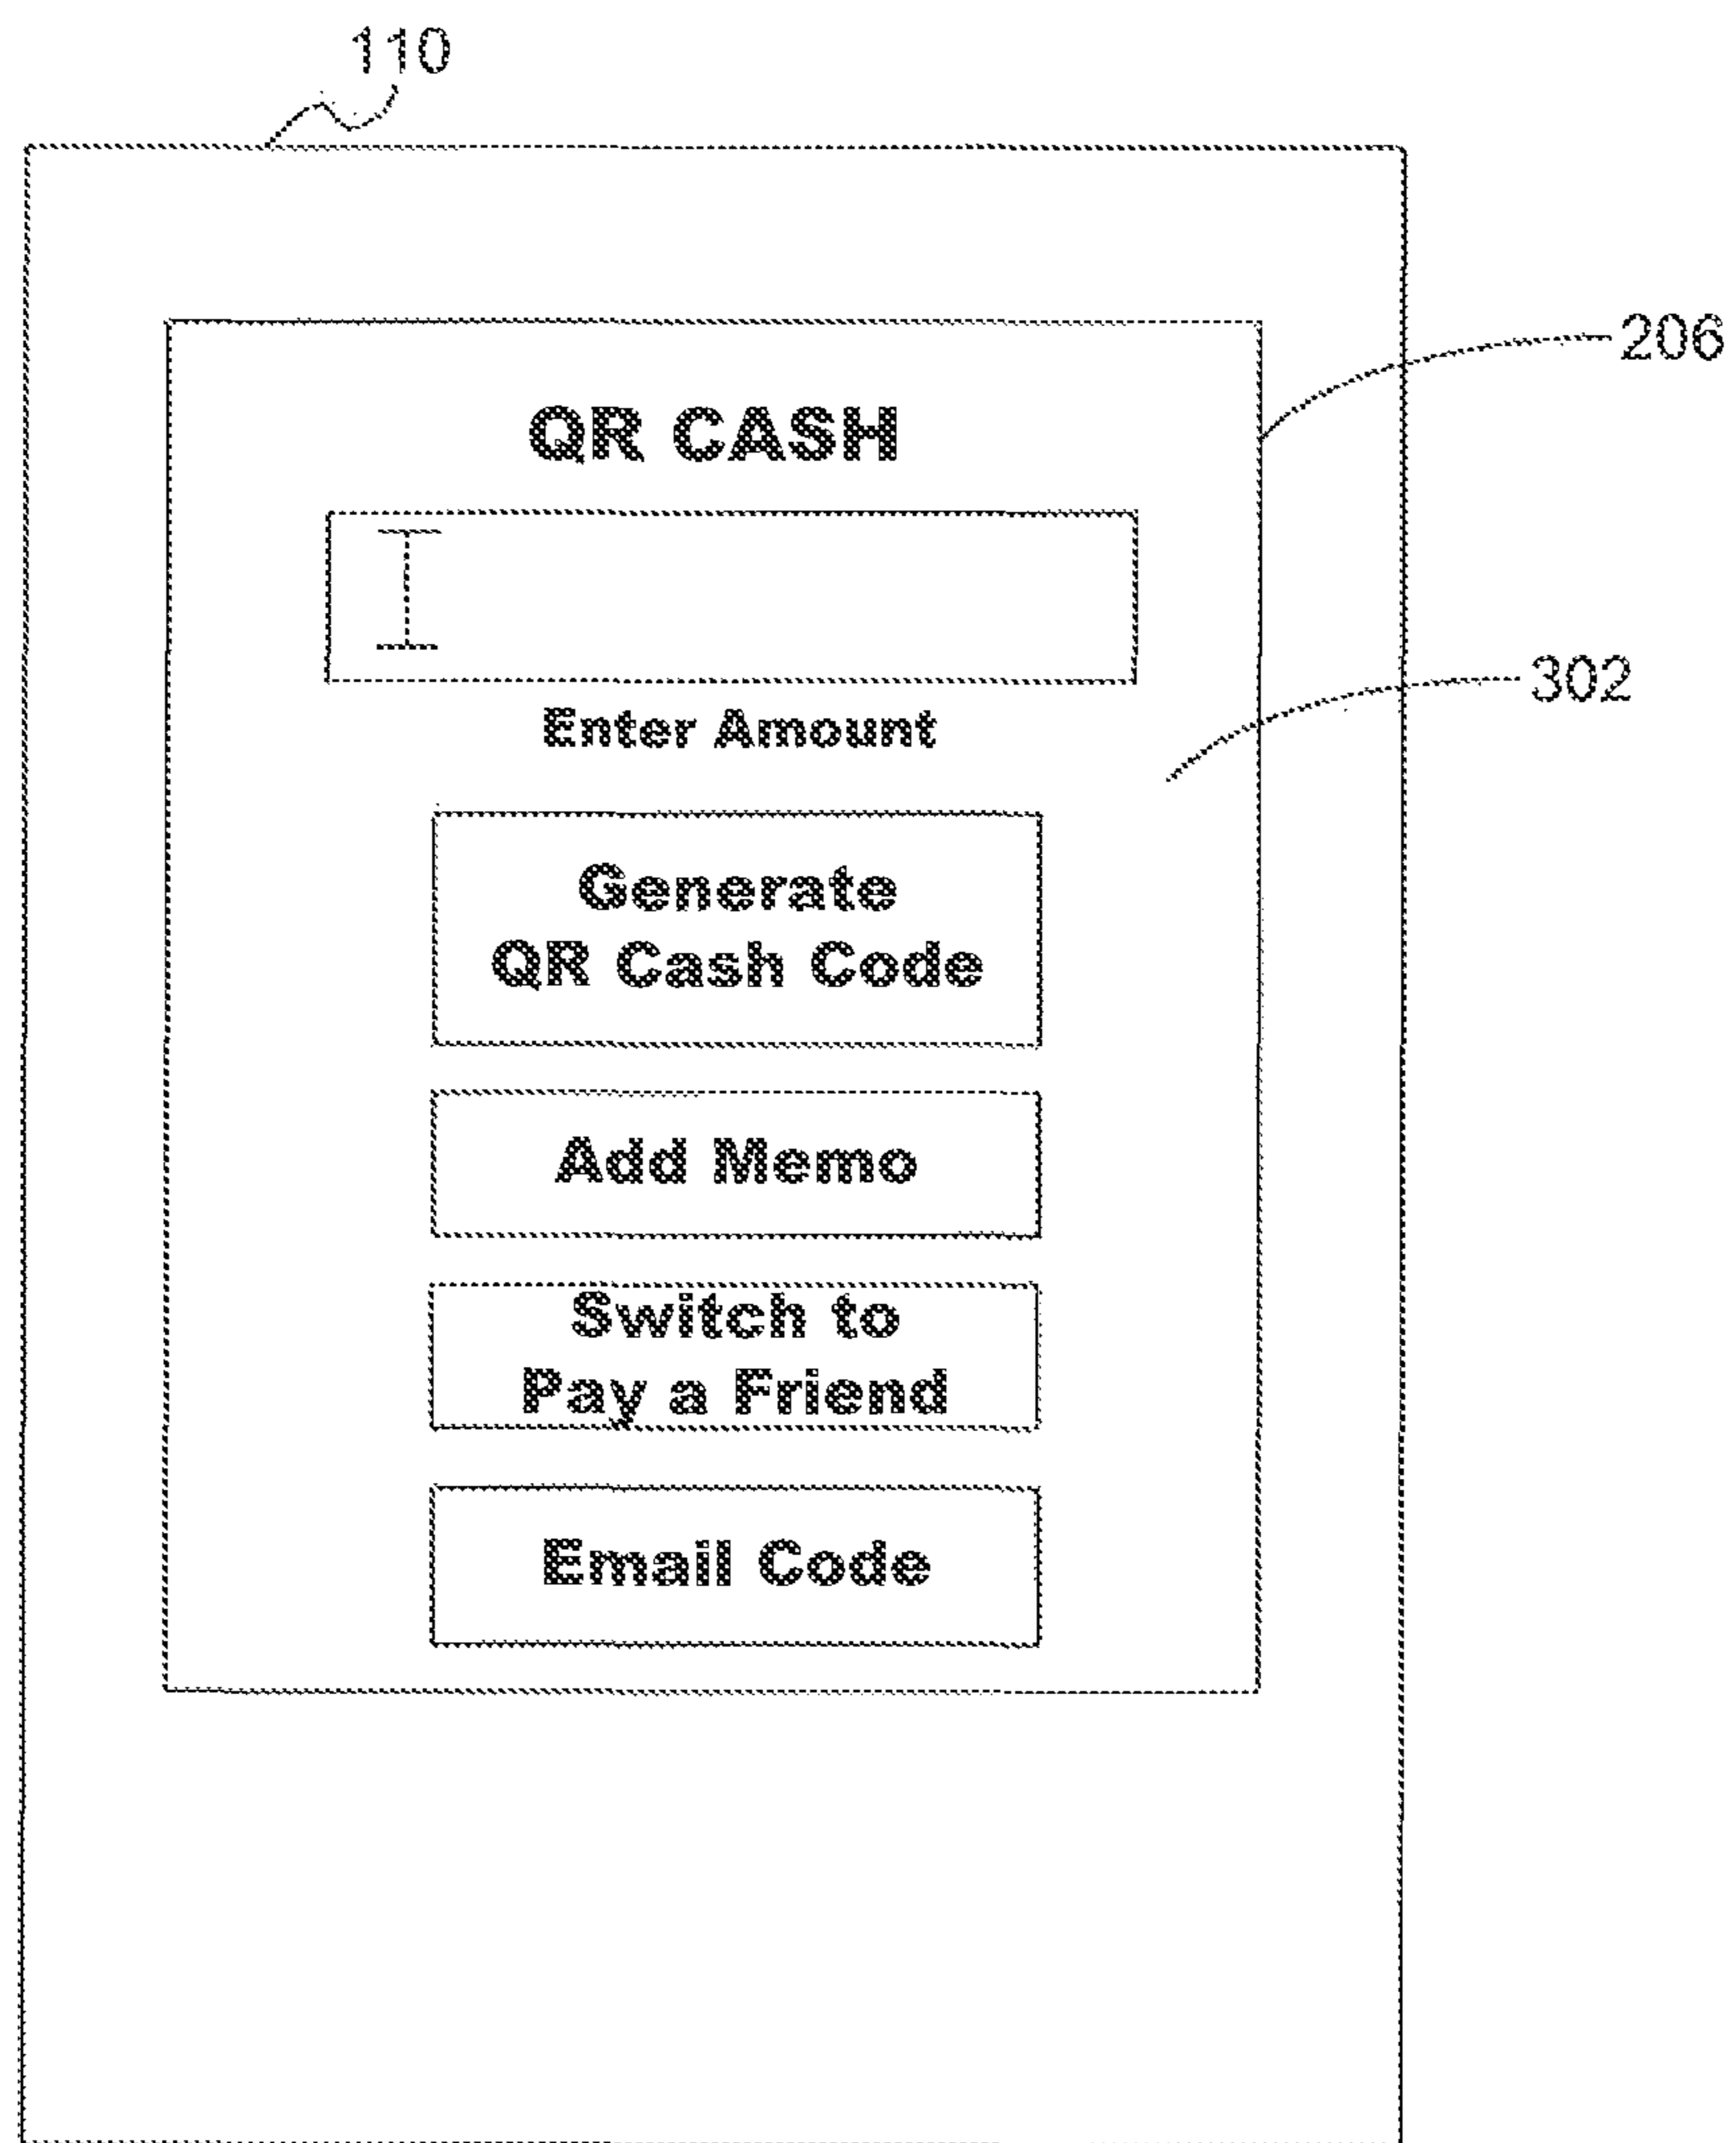 110
206
QR CASH
302
Enter Amount
Generate
QR Cash Code
Add Memo
Switch to
Pay a Friend
Email Code